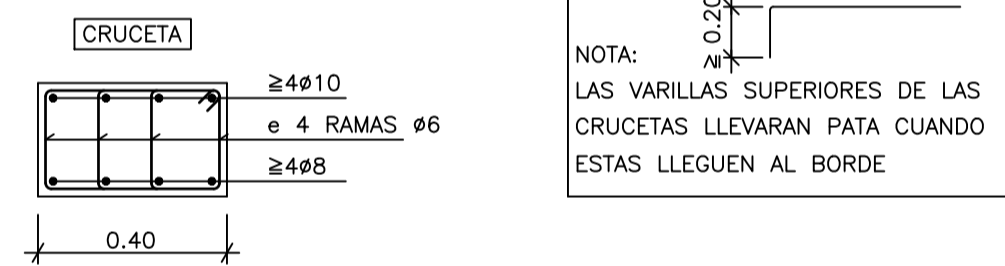 CRUCETA
≥4ø10
e 4 RAMAS ø6
≥4ø8
0.40
≥ 0.20
NOTA:
LAS VARILLAS SUPERIORES DE LAS
CRUCETAS LLEVARAN PATA CUANDO
ESTAS LLEGUEN AL BORDE